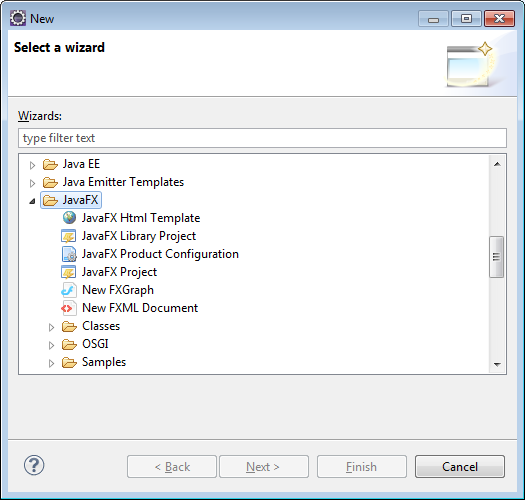 New
Select a wizard
Wizards:
type filter text
Java EE
Java Emitter Templates
JavaFX
JavaFX Html Template
JavaFX Library Project
JavaFX Product Configuration
JavaFX Project
New FXGraph
New FXML Document
Classes
OSGI
Samples
?
< Back
Next >
Finish
Cancel